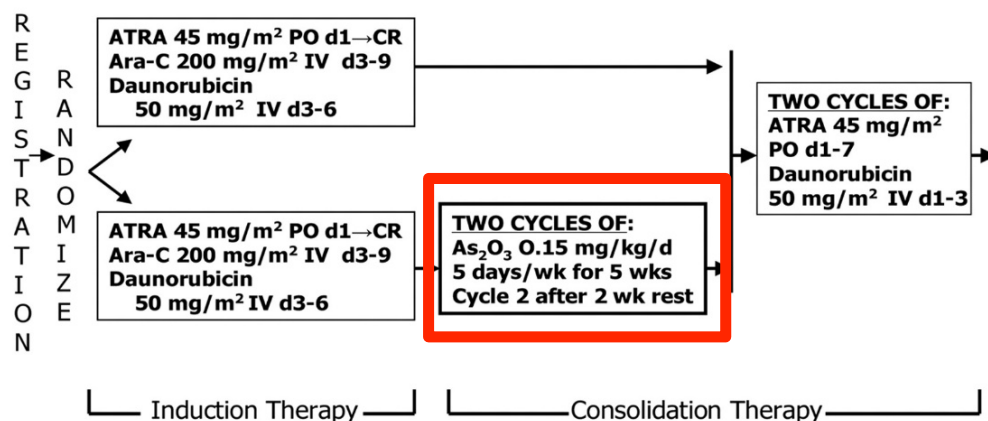 REGISTRATION
RANDOMIZE
ATRA 45 mg/m² PO d1→CR
Ara-C 200 mg/m² IV d3-9
Daunorubicin
50 mg/m² IV d3-6
ATRA 45 mg/m² PO d1→CR
Ara-C 200 mg/m² IV d3-9
Daunorubicin
50 mg/m² IV d3-6
TWO CYCLES OF:
As₂O₃ O.15 mg/kg/d
5 days/wk for 5 wks
Cycle 2 after 2 wk rest
TWO CYCLES OF:
ATRA 45 mg/m²
PO d1-7
Daunorubicin
50 mg/m² IV d1-3
Induction Therapy
Consolidation Therapy